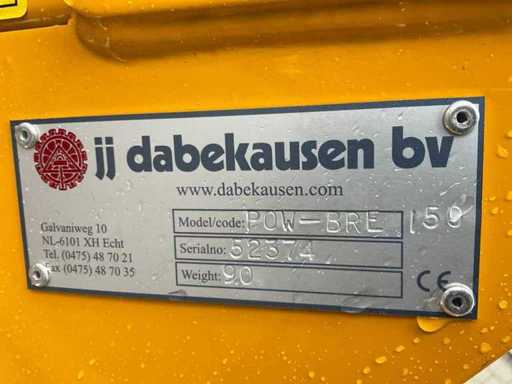 jj dabekausen bv
www.dabekausen.com
Galvaniweg 10
NL-6101 XH Echt
Tel. (0475) 48 70 21
Fax (0475) 48 70 35
Model/code: POW-BRE 150
Serialno: 52374
Weight: 90
CE